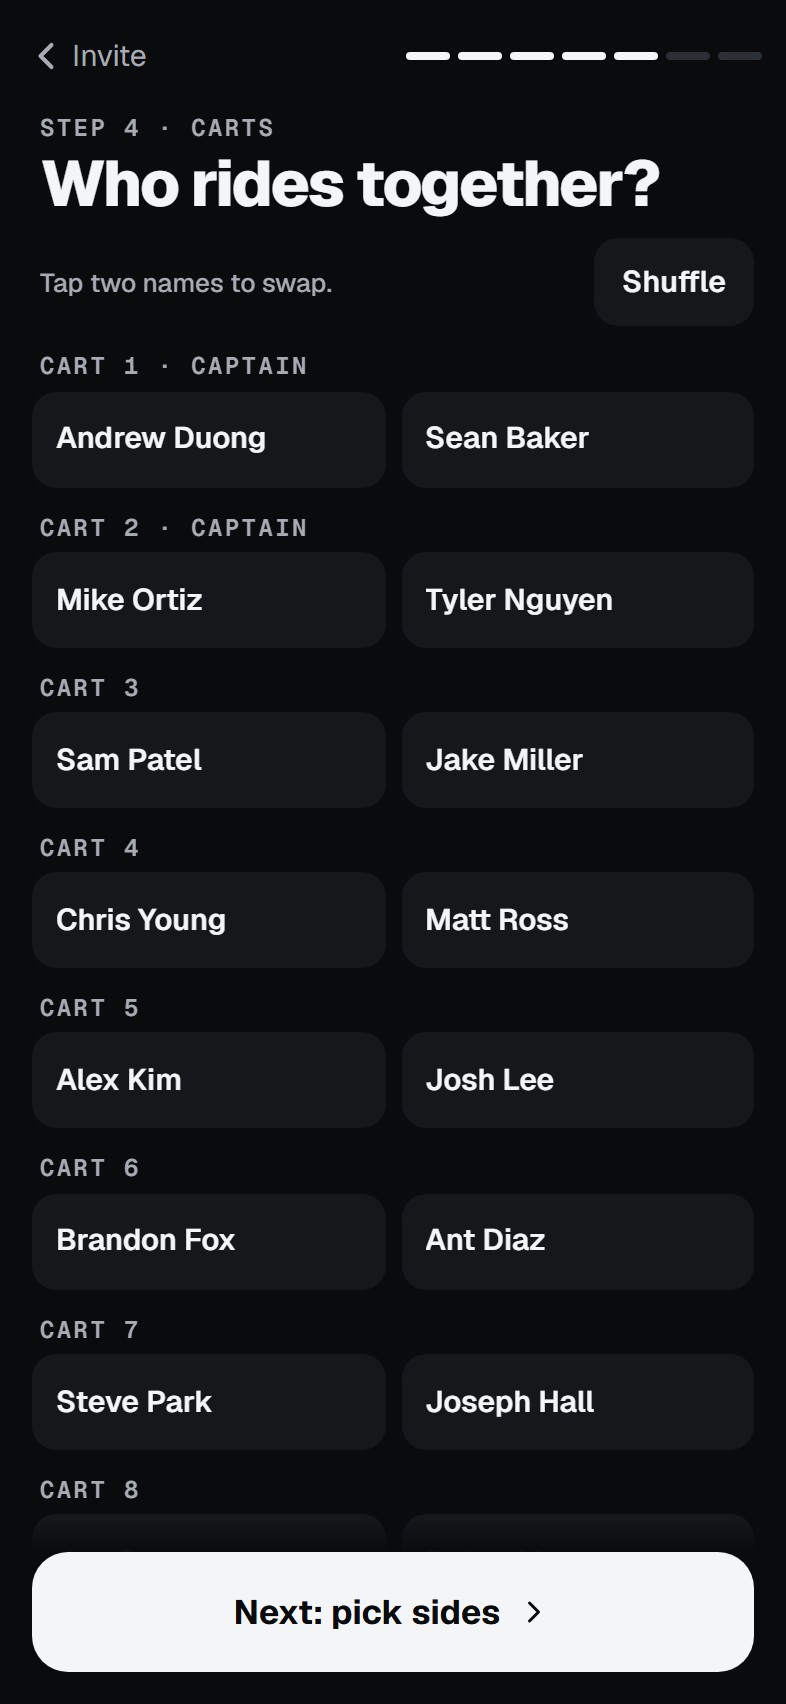 Invite
STEP 4 · CARTS
Who rides together?
Tap two names to swap.
Shuffle
CART 1 · CAPTAIN
Andrew Duong
Sean Baker
CART 2 · CAPTAIN
Mike Ortiz
Tyler Nguyen
CART 3
Sam Patel
Jake Miller
CART 4
Chris Young
Matt Ross
CART 5
Alex Kim
Josh Lee
CART 6
Brandon Fox
Ant Diaz
CART 7
Steve Park
Joseph Hall
CART 8
Next: pick sides